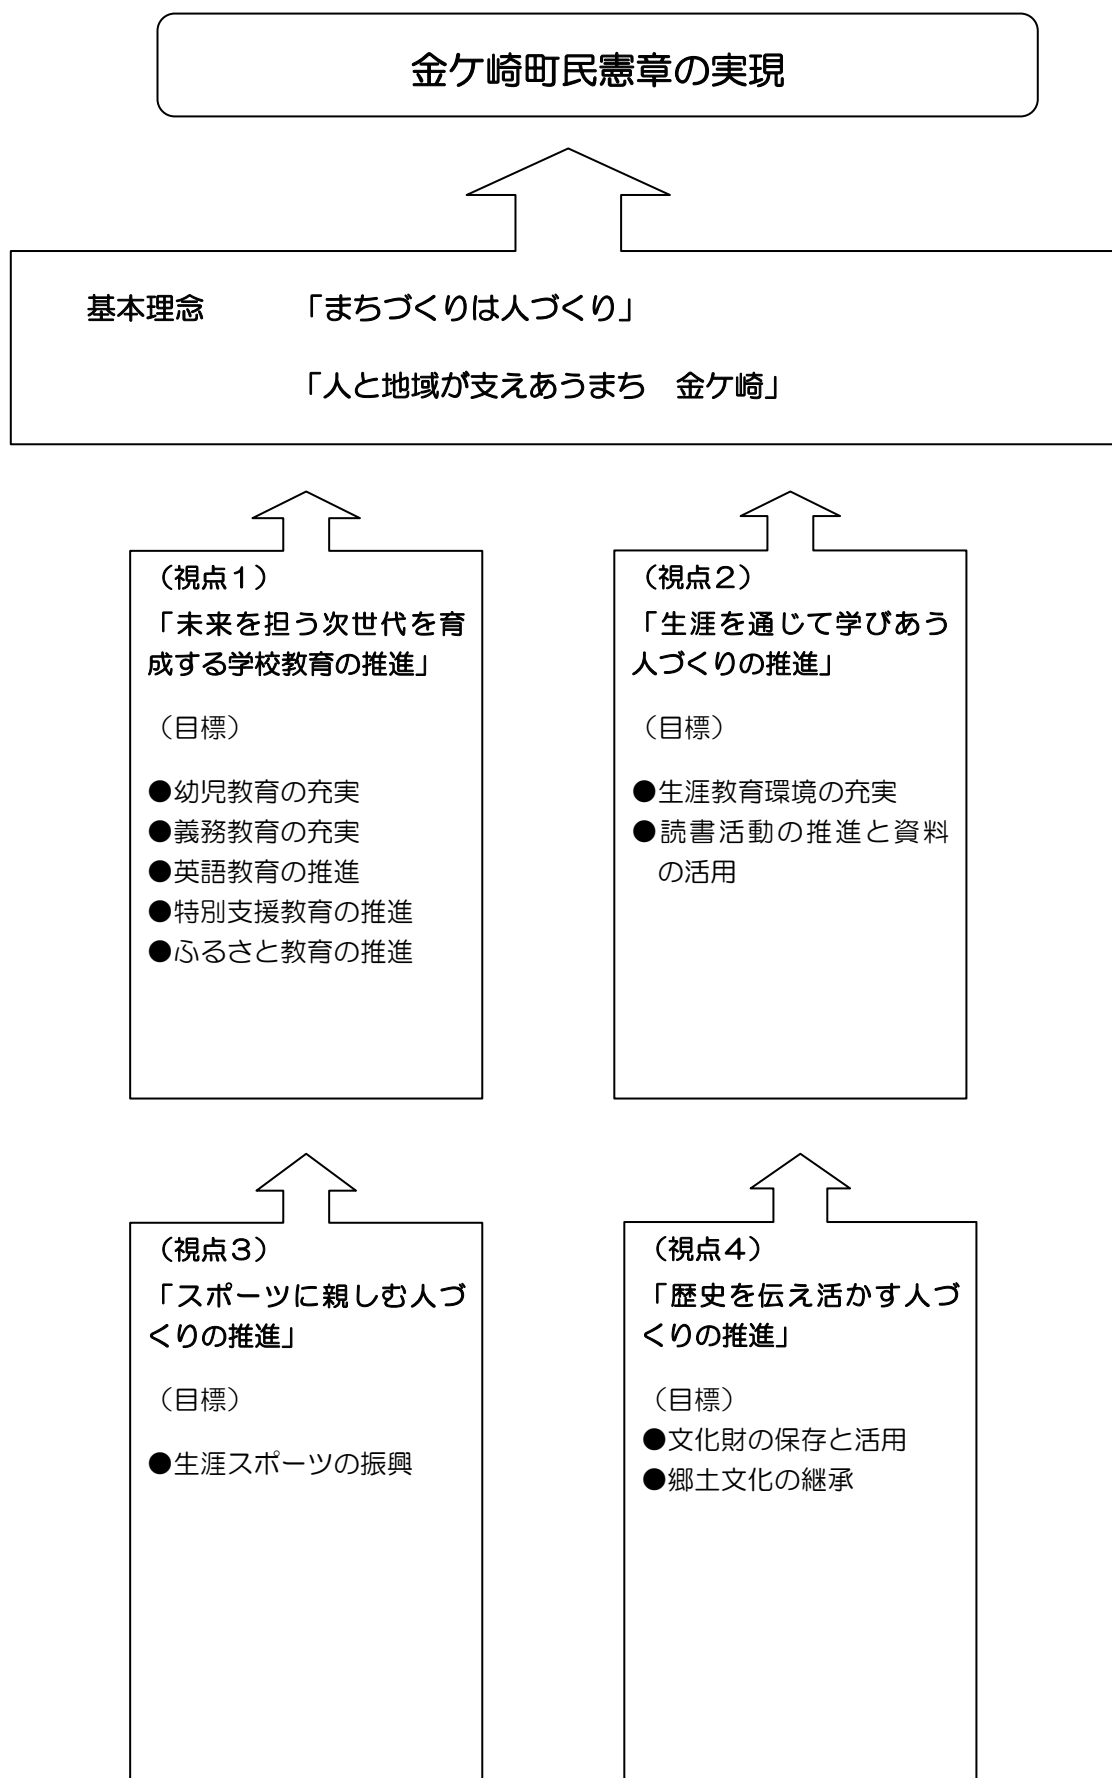 金ケ崎町民憲章の実現
基本理念　「まちづくりは人づくり」
「人と地域が支えあうまち　金ケ崎」
（視点１）
「未来を担う次世代を育
成する学校教育の推進」
（目標）
●幼児教育の充実
●義務教育の充実
●英語教育の推進
●特別支援教育の推進
●ふるさと教育の推進
（視点２）
「生涯を通じて学びあう
人づくりの推進」
（目標）
●生涯教育環境の充実
●読書活動の推進と資料
の活用
（視点３）
「スポーツに親しむ人づ
くりの推進」
（目標）
●生涯スポーツの振興
（視点４）
「歴史を伝え活かす人づ
くりの推進」
（目標）
●文化財の保存と活用
●郷土文化の継承